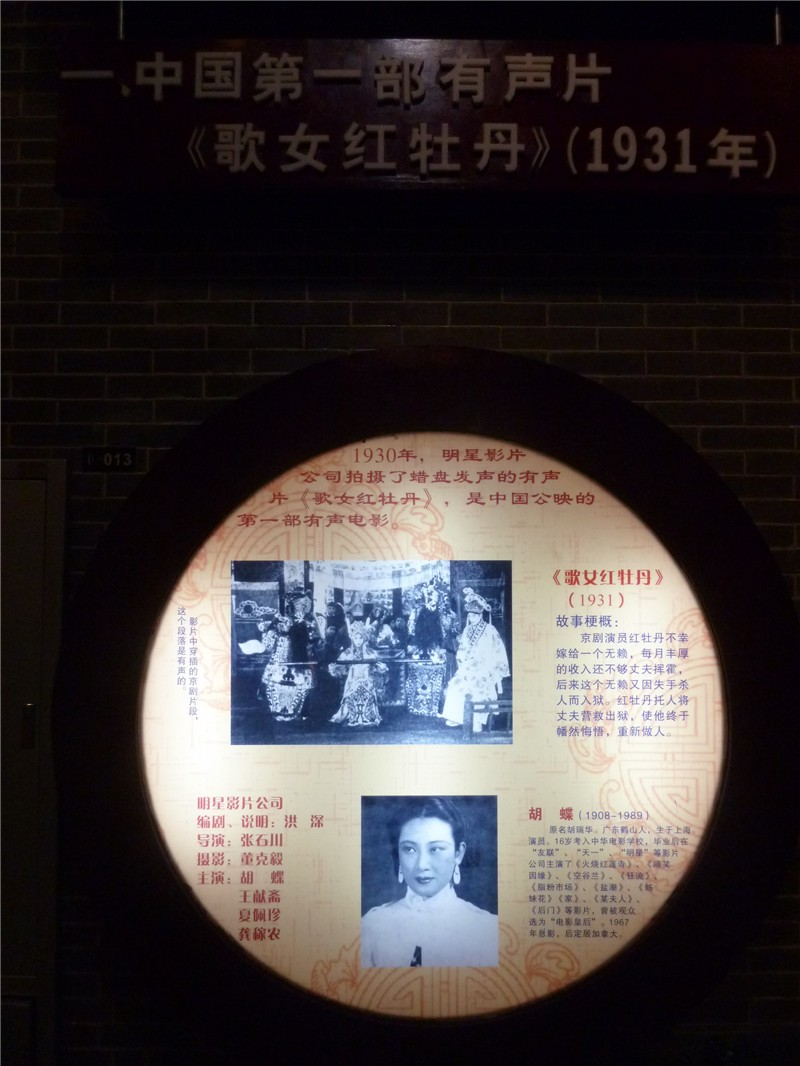 一、中国第一部有声片
《歌女红牡丹》(1931年)
013
1930年，明星影片
公司拍摄了蜡盘发声的有声
片《歌女红牡丹》，是中国公映的
第一部有声电影。
影片中穿插的京剧片段，
这个段落是有声的。
《歌女红牡丹》
（1931）
故事梗概：
京剧演员红牡丹不幸
嫁给一个无赖，每月丰厚
的收入还不够丈夫挥霍，
后来这个无赖又因失手杀
人而入狱。红牡丹托人将
丈夫营救出狱，使他终于
幡然悔悟，重新做人。
明星影片公司
编剧、说明：洪 深
导演：张石川
摄影：董克毅
主演：胡 蝶
王献斋
夏佩珍
龚稼农
胡 蝶（1908-1989）
原名胡瑞华。广东鹤山人，生于上海
演员。16岁考入中华电影学校，毕业后在
“友联”、“天一”、“明星”等影片
公司主演了《火烧红莲寺》、《啼笑
因缘》、《空谷兰》、《狂流》、
《脂粉市场》、《盐潮》、《姊
妹花》《家》、《某夫人》、
《后门》等影片，曾被观众
选为“电影皇后”。1967
年息影，后定居加拿大。